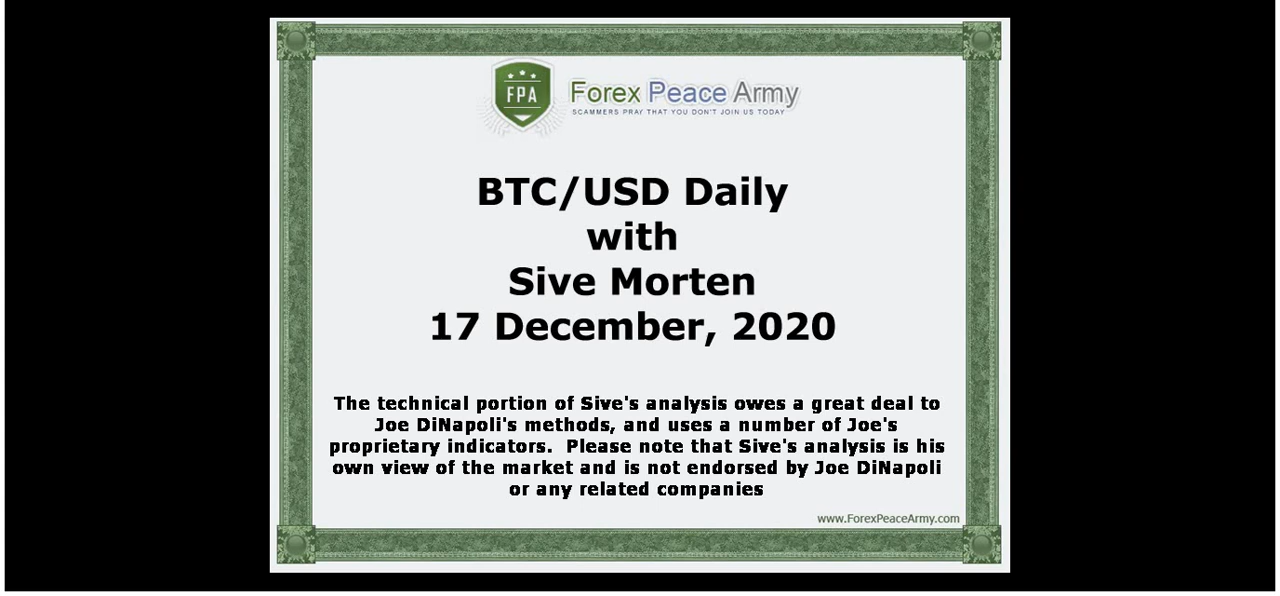 FPA
Forex Peace Army
SCAMMERS PRAY THAT YOU DON'T JOIN US TODAY
BTC/USD Daily
with
Sive Morten
17 December, 2020
The technical portion of Sive's analysis owes a great deal to
Joe DiNapoli's methods, and uses a number of Joe's
proprietary indicators.  Please note that Sive's analysis is his
own view of the market and is not endorsed by Joe DiNapoli
or any related companies
www.ForexPeaceArmy.com